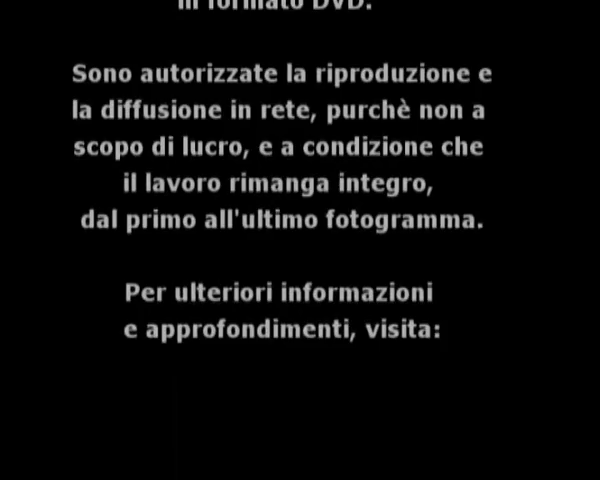 in formato DVD.
Sono autorizzate la riproduzione e
la diffusione in rete, purchè non a
scopo di lucro, e a condizione che
il lavoro rimanga integro,
dal primo all'ultimo fotogramma.
Per ulteriori informazioni
e approfondimenti, visita: